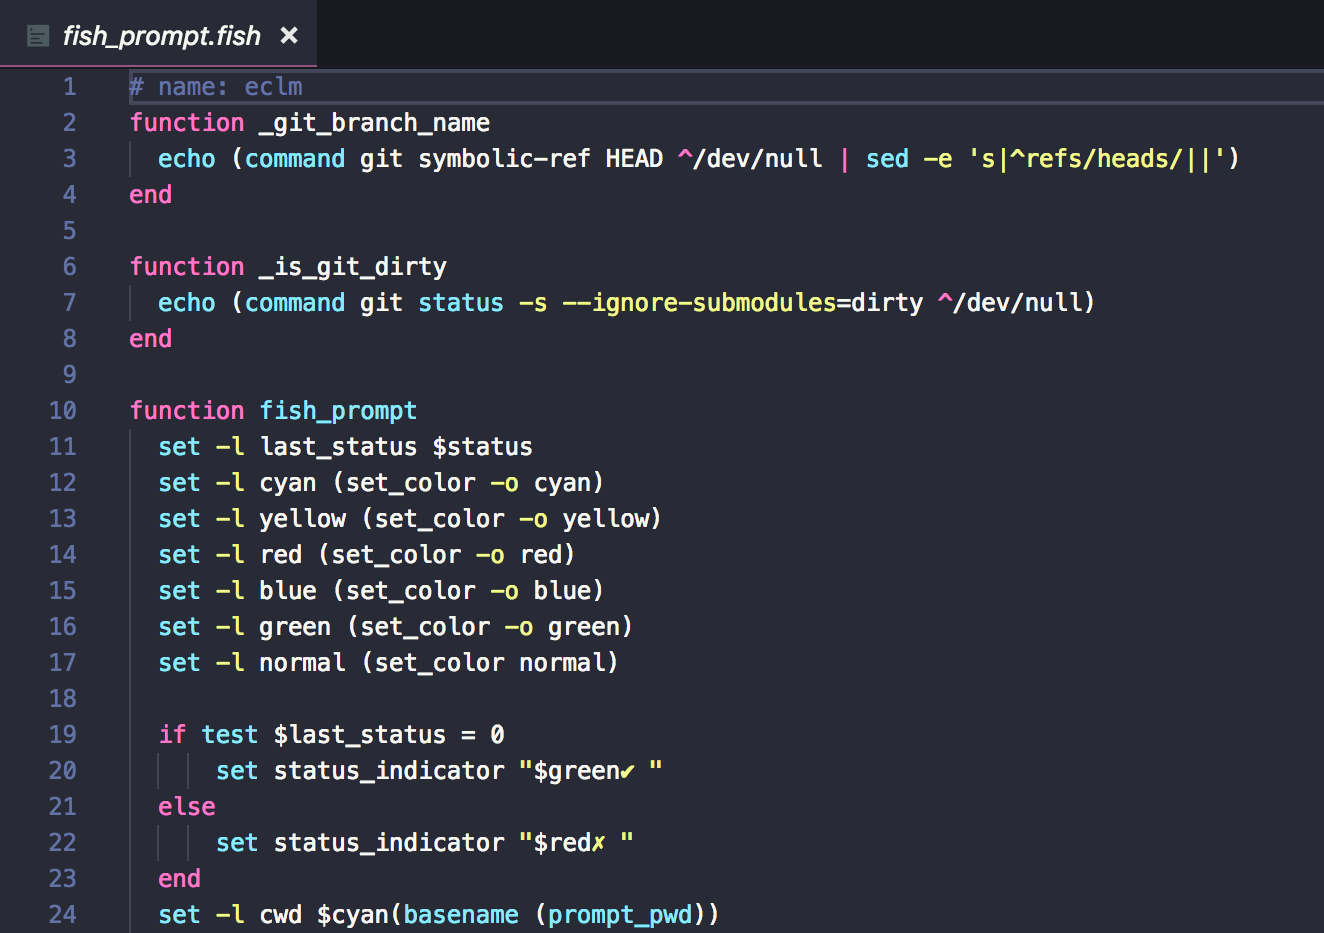 fish_prompt.fish ×
1 # name: eclm
2 function _git_branch_name
3   echo (command git symbolic-ref HEAD ^/dev/null | sed -e 's|^refs/heads/||')
4 end
5
6 function _is_git_dirty
7   echo (command git status -s --ignore-submodules=dirty ^/dev/null)
8 end
9
10 function fish_prompt
11   set -l last_status $status
12   set -l cyan (set_color -o cyan)
13   set -l yellow (set_color -o yellow)
14   set -l red (set_color -o red)
15   set -l blue (set_color -o blue)
16   set -l green (set_color -o green)
17   set -l normal (set_color normal)
18
19   if test $last_status = 0
20       set status_indicator "$green✔ "
21   else
22       set status_indicator "$red✗ "
23   end
24   set -l cwd $cyan(basename (prompt_pwd))